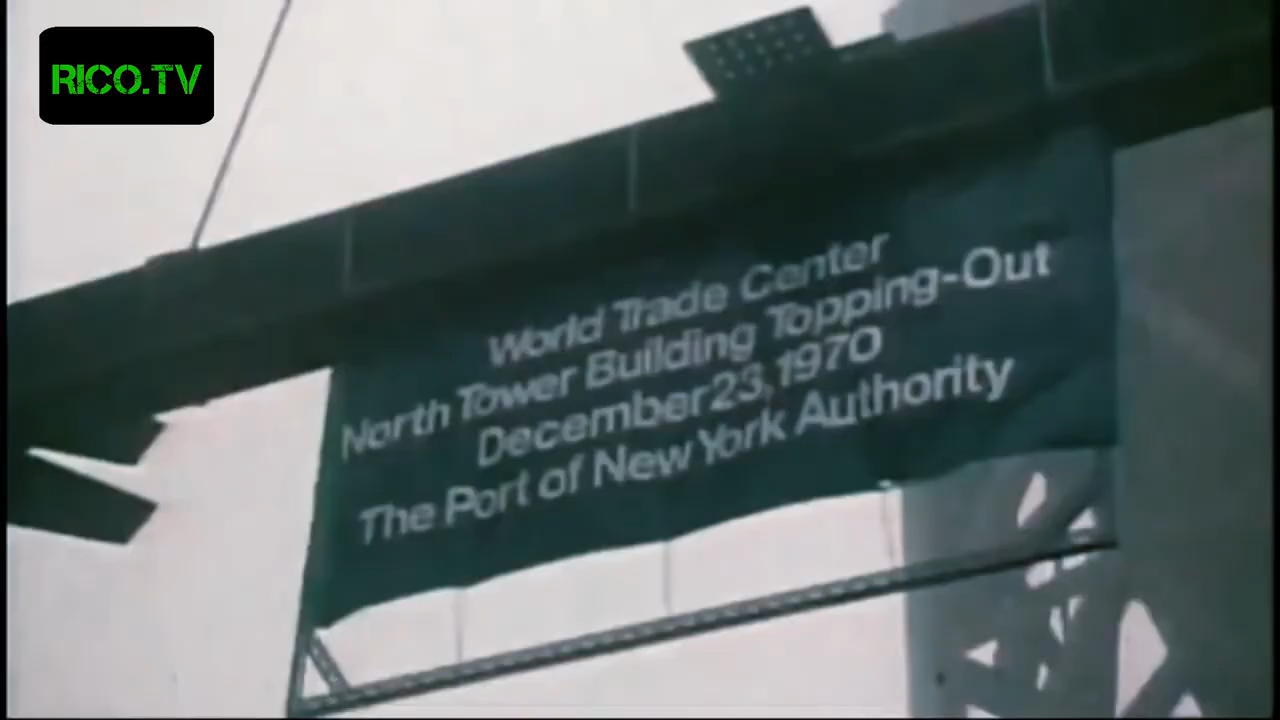 RICO.TV
World Trade Center
North Tower Building Topping-Out
December 23, 1970
The Port of New York Authority